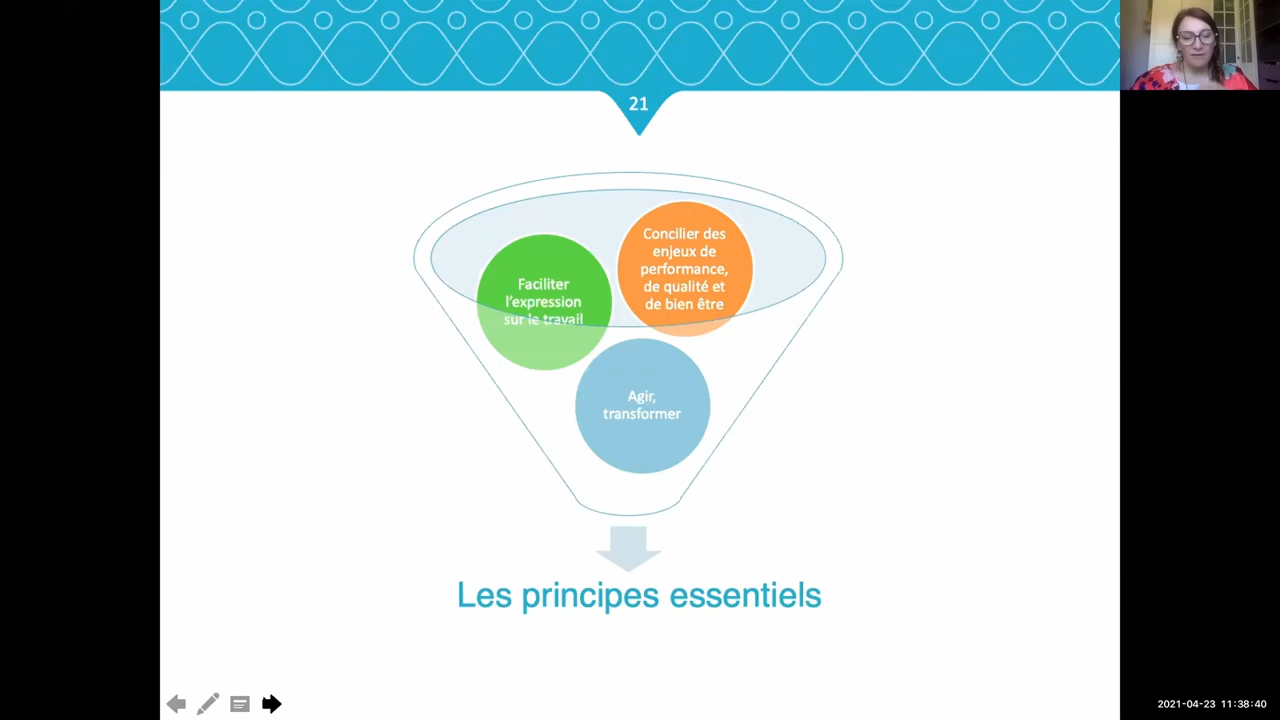 21
Concilier des
enjeux de
performance,
de qualité et
de bien être
Faciliter
l'expression
sur le travail
Agir,
transformer
Les principes essentiels
2021-04-23 11:38:40